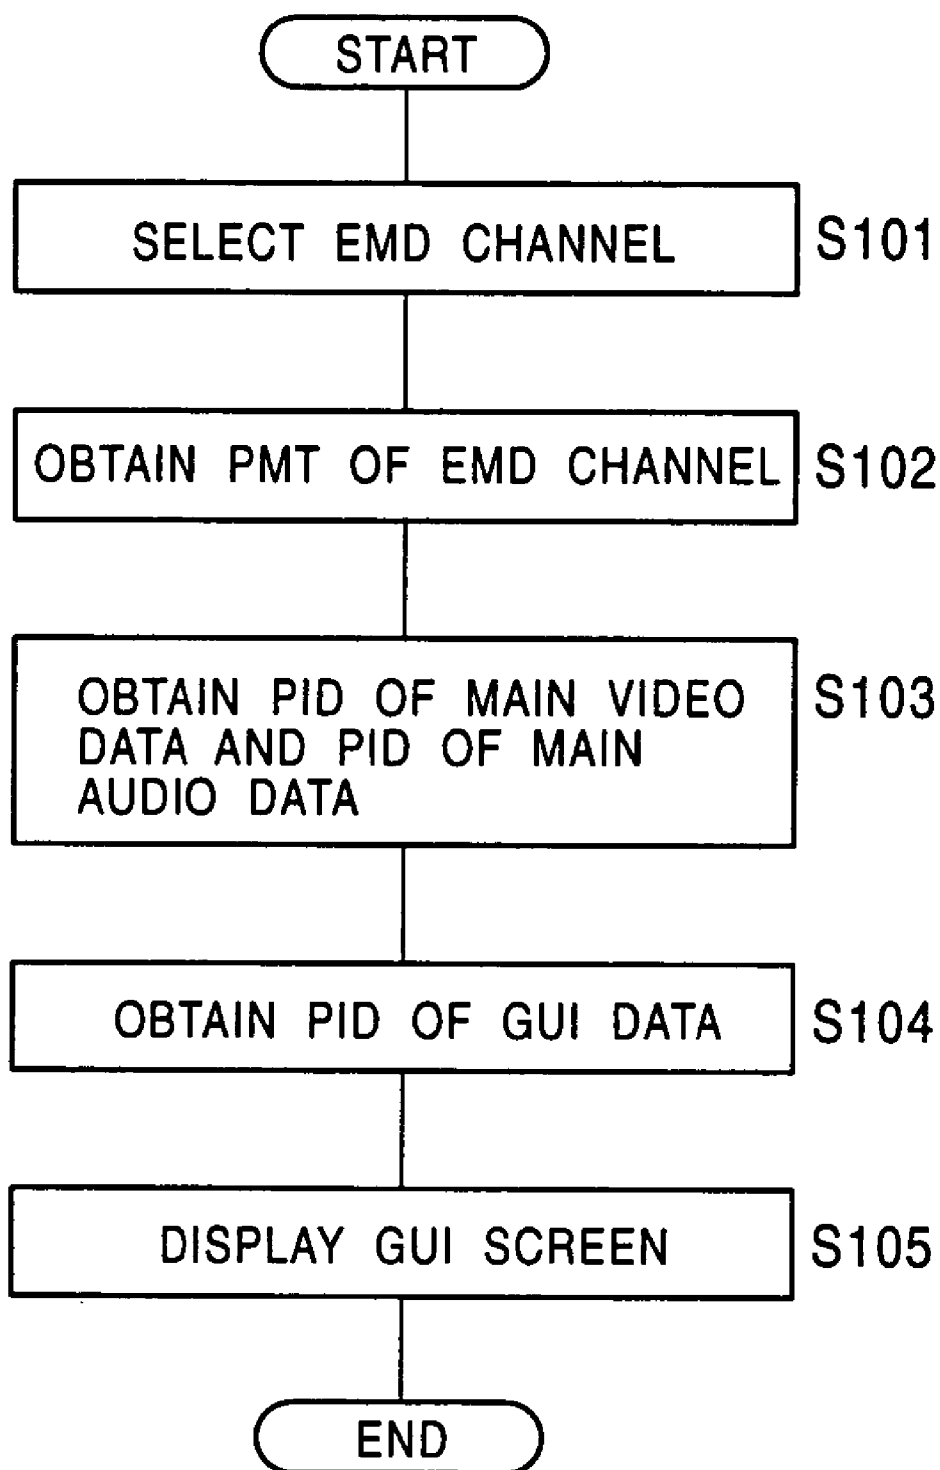 START
SELECT EMD CHANNEL S101
OBTAIN PMT OF EMD CHANNEL S102
OBTAIN PID OF MAIN VIDEO S103
DATA AND PID OF MAIN
AUDIO DATA
OBTAIN PID OF GUI DATA S104
DISPLAY GUI SCREEN S105
END